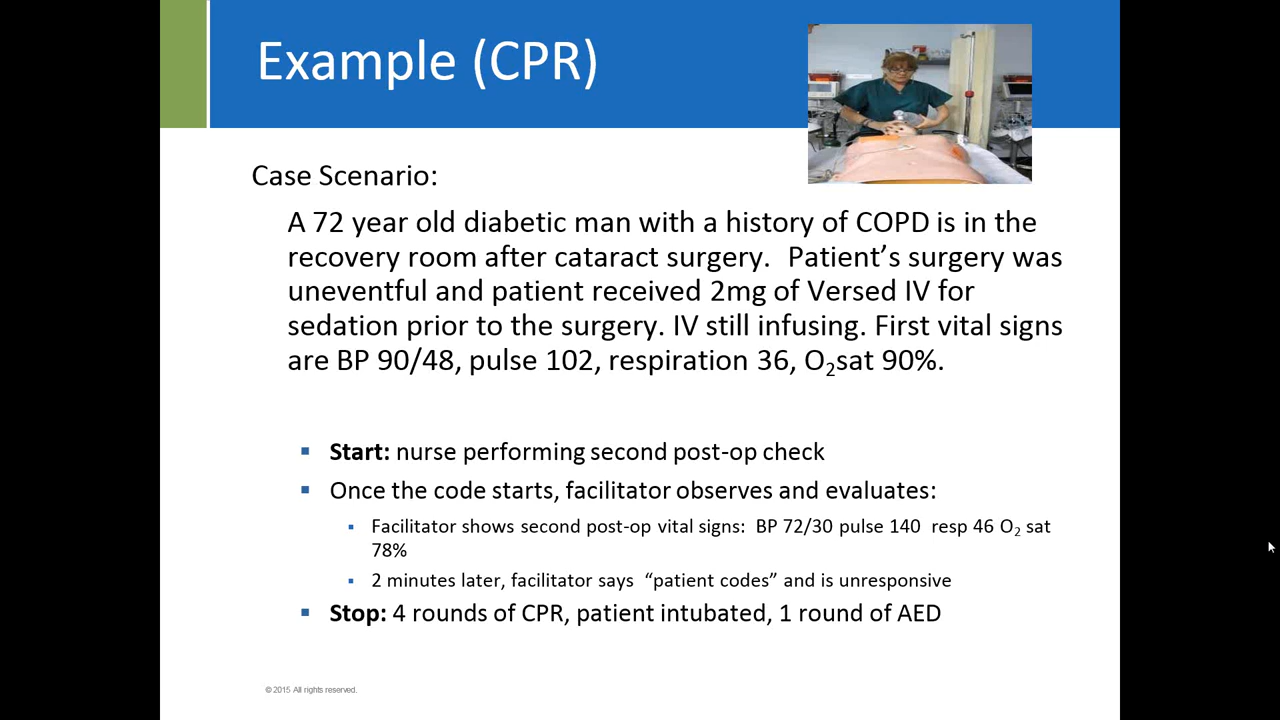 Example (CPR)
Case Scenario:
A 72 year old diabetic man with a history of COPD is in the
recovery room after cataract surgery.  Patient’s surgery was
uneventful and patient received 2mg of Versed IV for
sedation prior to the surgery. IV still infusing. First vital signs
are BP 90/48, pulse 102, respiration 36, O₂sat 90%.
▪ Start: nurse performing second post-op check
▪ Once the code starts, facilitator observes and evaluates:
▪ Facilitator shows second post-op vital signs:  BP 72/30 pulse 140  resp 46 O₂ sat
78%
▪ 2 minutes later, facilitator says  “patient codes” and is unresponsive
▪ Stop: 4 rounds of CPR, patient intubated, 1 round of AED
© 2015 All rights reserved.